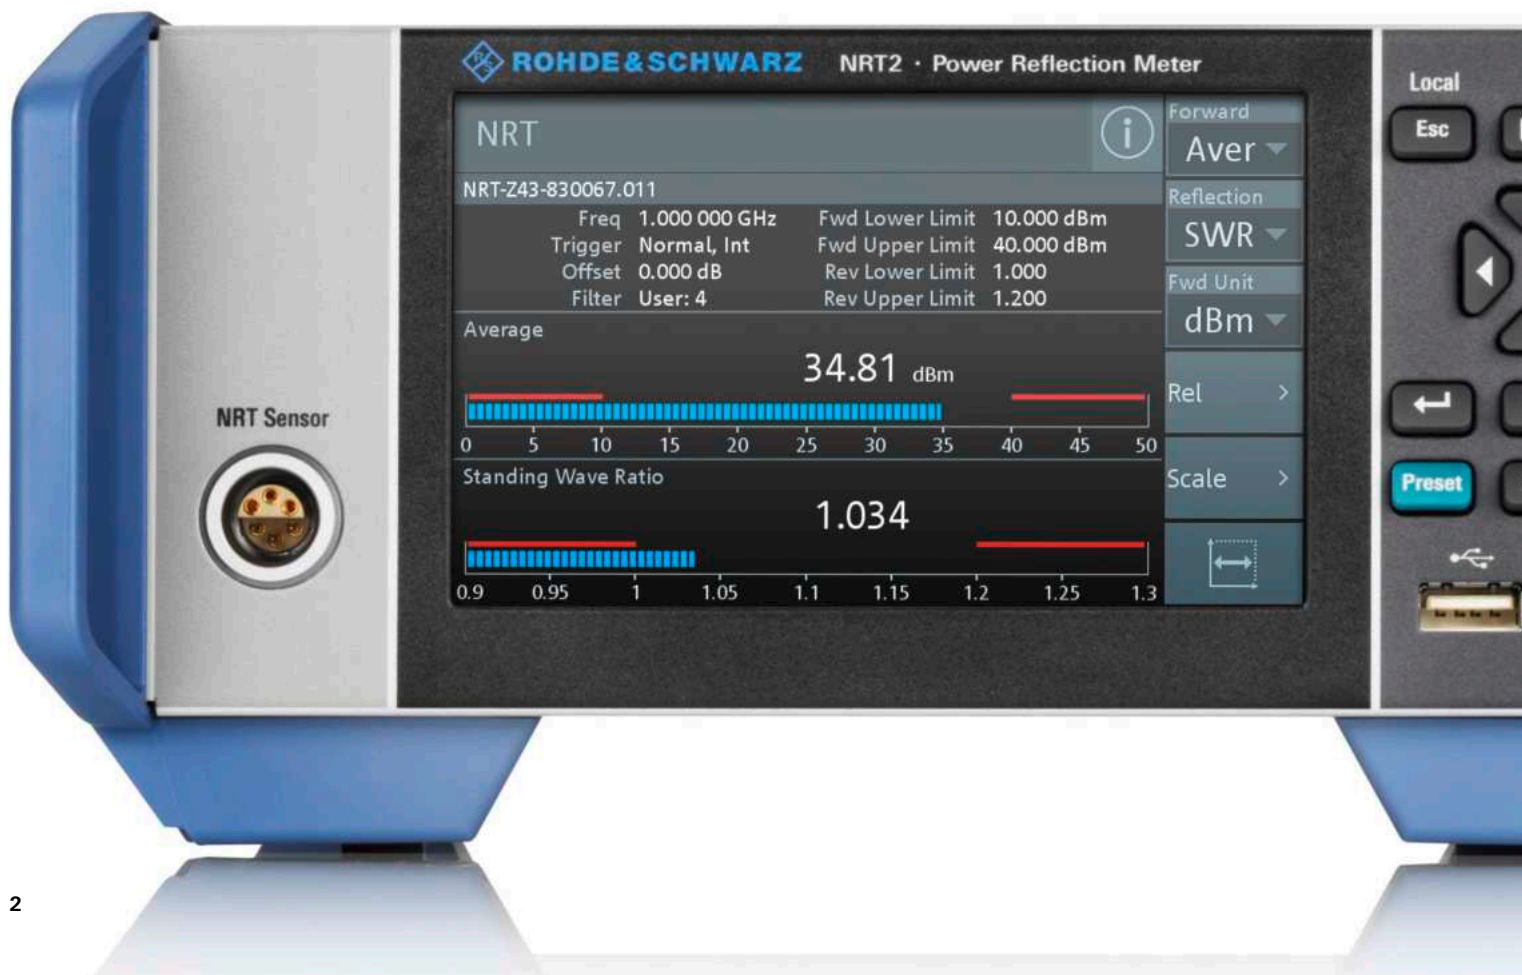 ROHDE & SCHWARZ NRT2 · Power Reflection Meter
NRT
i
NRT-Z43-830067.011
Freq 1.000 000 GHz Fwd Lower Limit 10.000 dBm
Trigger Normal, Int Fwd Upper Limit 40.000 dBm
Offset 0.000 dB Rev Lower Limit 1.000
Filter User: 4 Rev Upper Limit 1.200
Average
34.81 dBm
0 5 10 15 20 25 30 35 40 45 50
Standing Wave Ratio
1.034
0.9 0.95 1 1.05 1.1 1.15 1.2 1.25 1.3
Forward
Aver
Reflection
SWR
Fwd Unit
dBm
Rel >
Scale >
NRT Sensor
Local
Esc
Preset
2